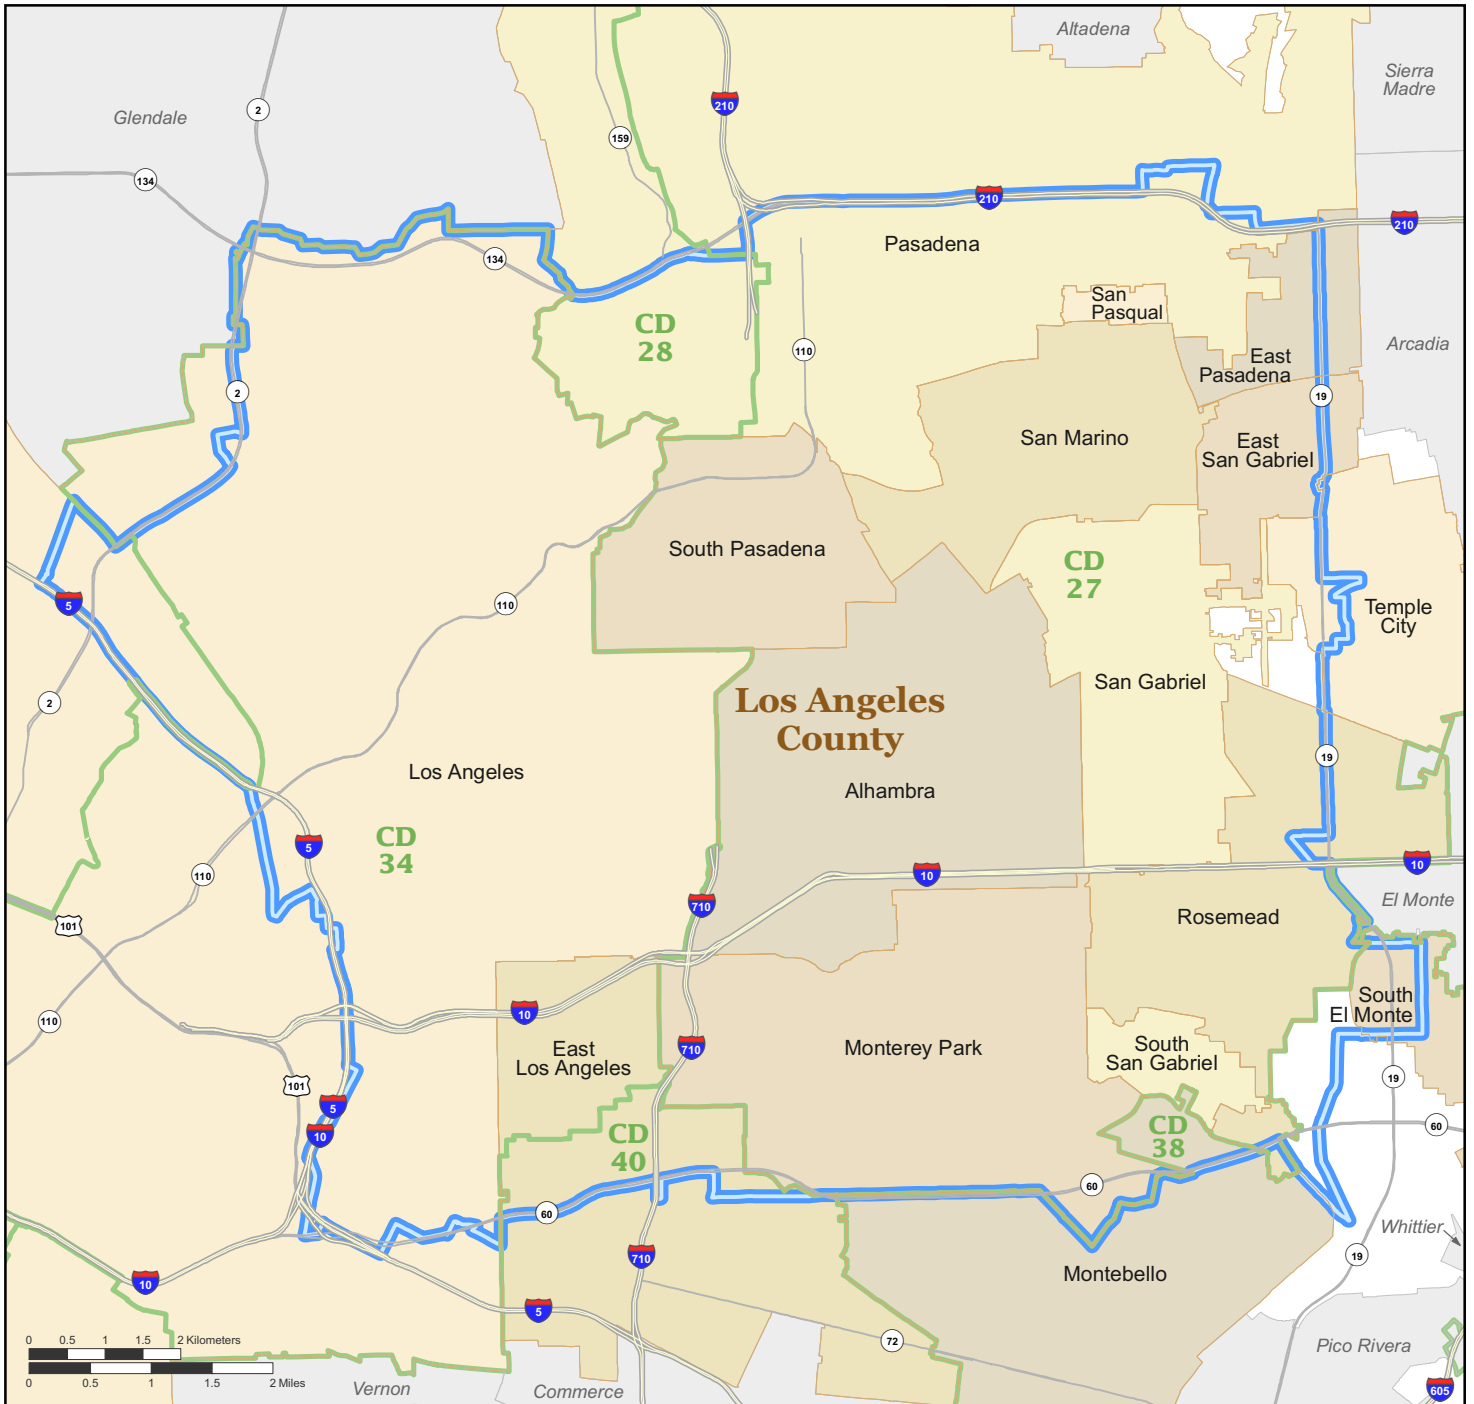 Altadena
Sierra
Madre
Glendale
2
210
159
134
210
210
134
Pasadena
San
Pasqual
CD
28
110
East
Pasadena
Arcadia
2
19
San Marino
East
San Gabriel
South Pasadena
CD
27
5
110
Temple
City
2
San Gabriel
Los Angeles
County
19
Los Angeles
Alhambra
CD
34
5
10
10
110
710
El Monte
101
Rosemead
10
110
South
El Monte
East
Los Angeles
710
Monterey Park
South
San Gabriel
101
5
19
10
CD
40
CD
38
60
60
60
Whittier
710
19
10
Montebello
5
72
Pico Rivera
0 0.5 1 1.5 2 Kilometers
0 0.5 1 1.5 2 Miles
Vernon
Commerce
605